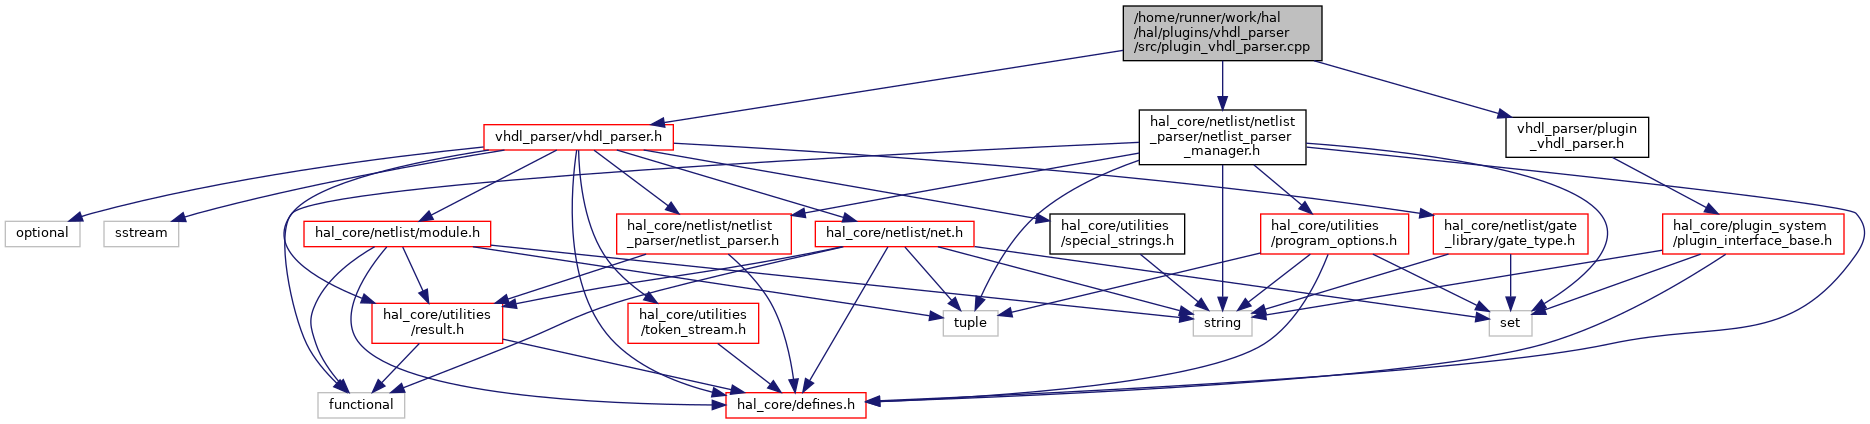 /home/runner/work/hal
/hal/plugins/vhdl_parser
/src/plugin_vhdl_parser.cpp
vhdl_parser/vhdl_parser.h
hal_core/netlist/netlist
_parser/netlist_parser
_manager.h
vhdl_parser/plugin
_vhdl_parser.h
optional
sstream
hal_core/netlist/module.h
hal_core/netlist/netlist
_parser/netlist_parser.h
hal_core/netlist/net.h
hal_core/utilities
/special_strings.h
hal_core/utilities
/program_options.h
hal_core/netlist/gate
_library/gate_type.h
hal_core/plugin_system
/plugin_interface_base.h
hal_core/utilities
/result.h
hal_core/utilities
/token_stream.h
tuple
string
set
functional
hal_core/defines.h